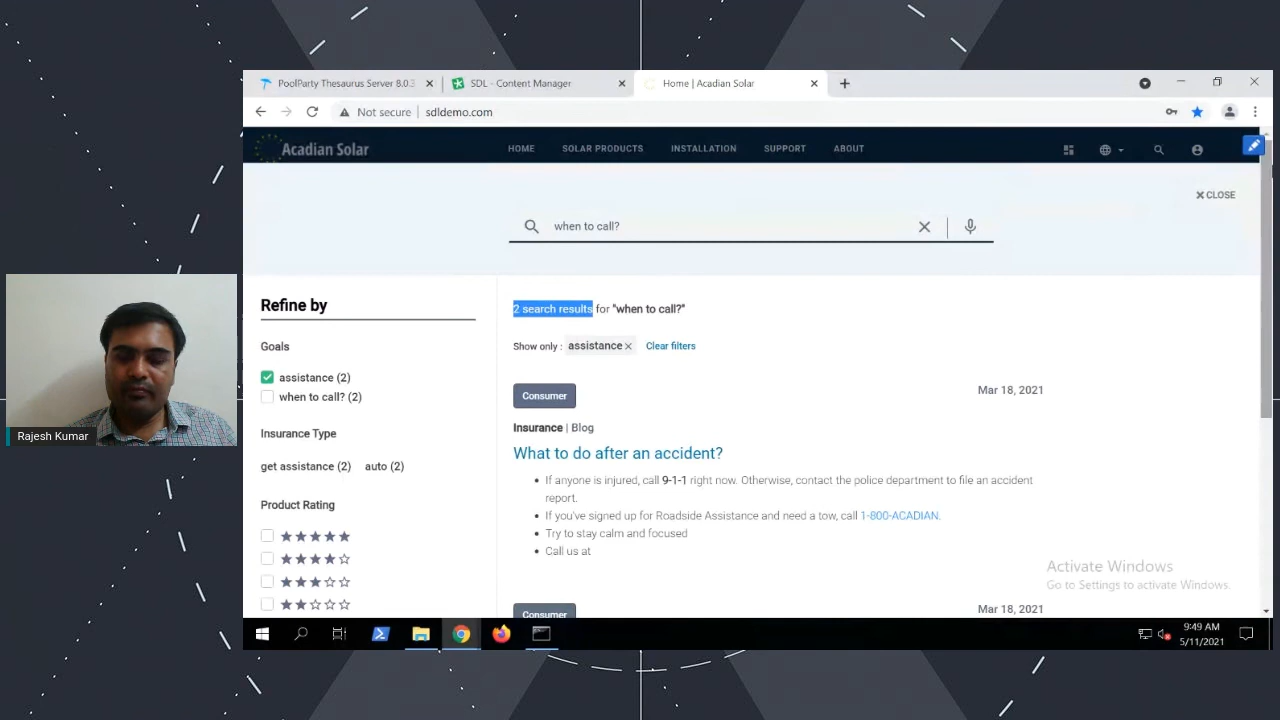 PoolParty Thesaurus Server 8.0.3
SDL - Content Manager
Home | Acadian Solar
Not secure | sdldemo.com
Acadian Solar
HOME
SOLAR PRODUCTS
INSTALLATION
SUPPORT
ABOUT
CLOSE
when to call?
Refine by
Goals
assistance (2)
when to call? (2)
Insurance Type
get assistance (2) auto (2)
Product Rating
2 search results for "when to call?"
Show only : assistance Clear filters
Consumer
Mar 18, 2021
Insurance | Blog
What to do after an accident?
If anyone is injured, call 9-1-1 right now. Otherwise, contact the police department to file an accident
report.
If you've signed up for Roadside Assistance and need a tow, call 1-800-ACADIAN.
Try to stay calm and focused
Call us at
Consumer
Mar 18, 2021
Activate Windows
Go to Settings to activate Windows.
9:49 AM
5/11/2021
Rajesh Kumar